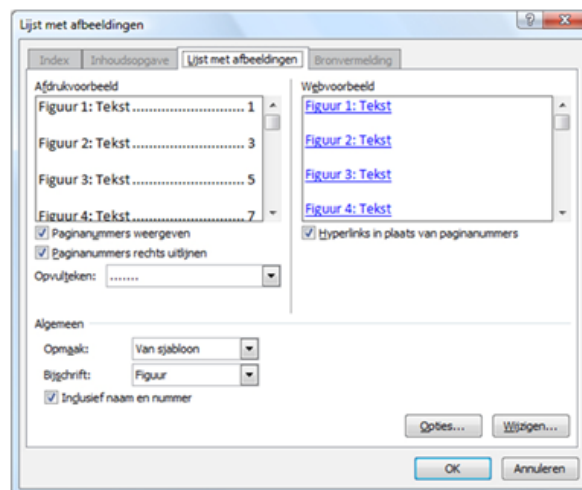 Lijst met afbeeldingen
Index
Inhoudsopgave
Lijst met afbeeldingen
Bronvermelding
Afdrukvoorbeeld
Figuur 1: Tekst............................ 1
Figuur 2: Tekst............................ 3
Figuur 3: Tekst............................ 5
Figuur 4: Tekst............................ 7
Paginanummers weergeven
Paginanummers rechts uitlijnen
Opvulteken: .......
Webvoorbeeld
Figuur 1: Tekst
Figuur 2: Tekst
Figuur 3: Tekst
Figuur 4: Tekst
Hyperlinks in plaats van paginanummers
Algemeen
Opmaak: Van sjabloon
Bijschrift: Figuur
Inclusief naam en nummer
Opties... Wijzigen...
OK Annuleren